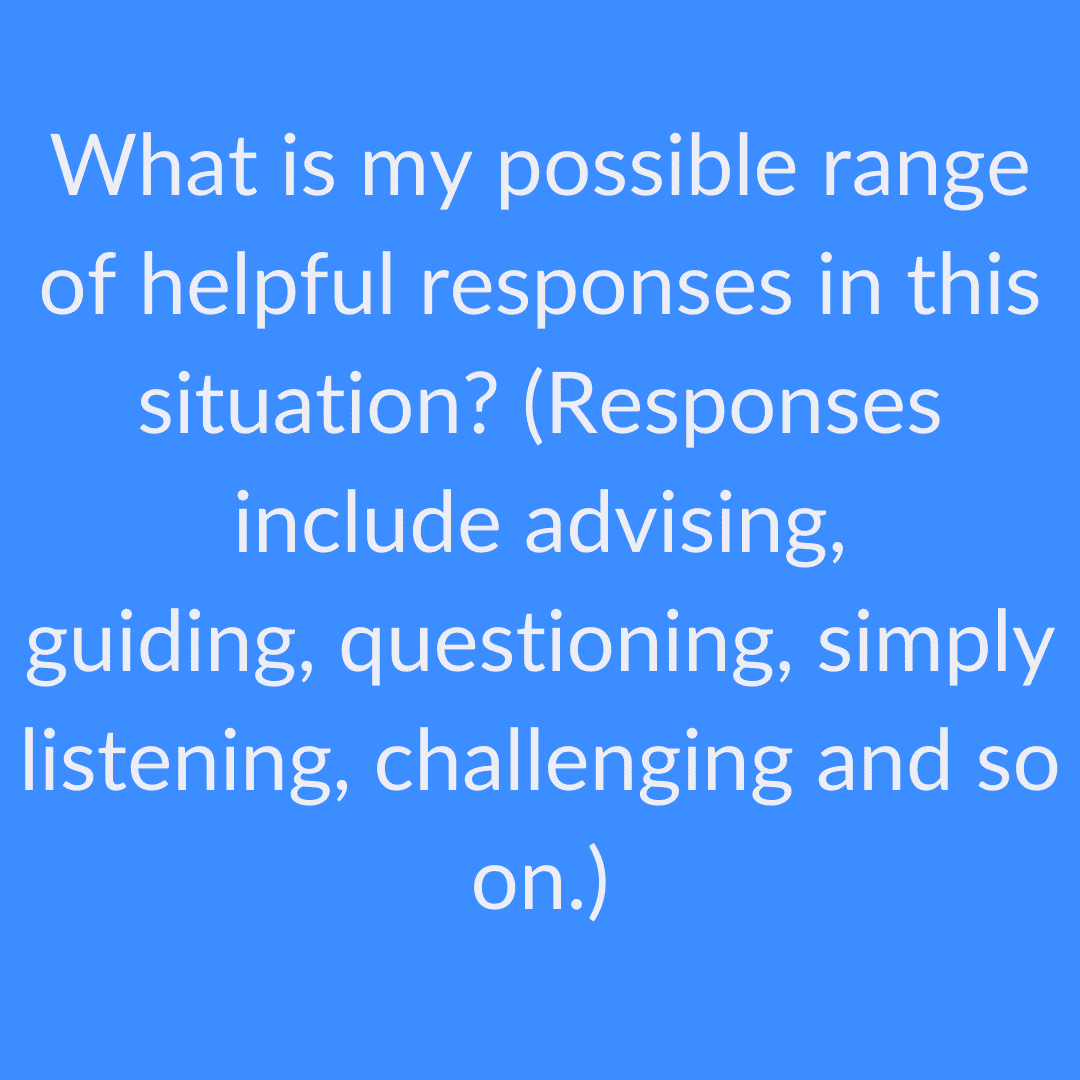 What is my possible range
of helpful responses in this
situation? (Responses
include advising,
guiding, questioning, simply
listening, challenging and so
on.)